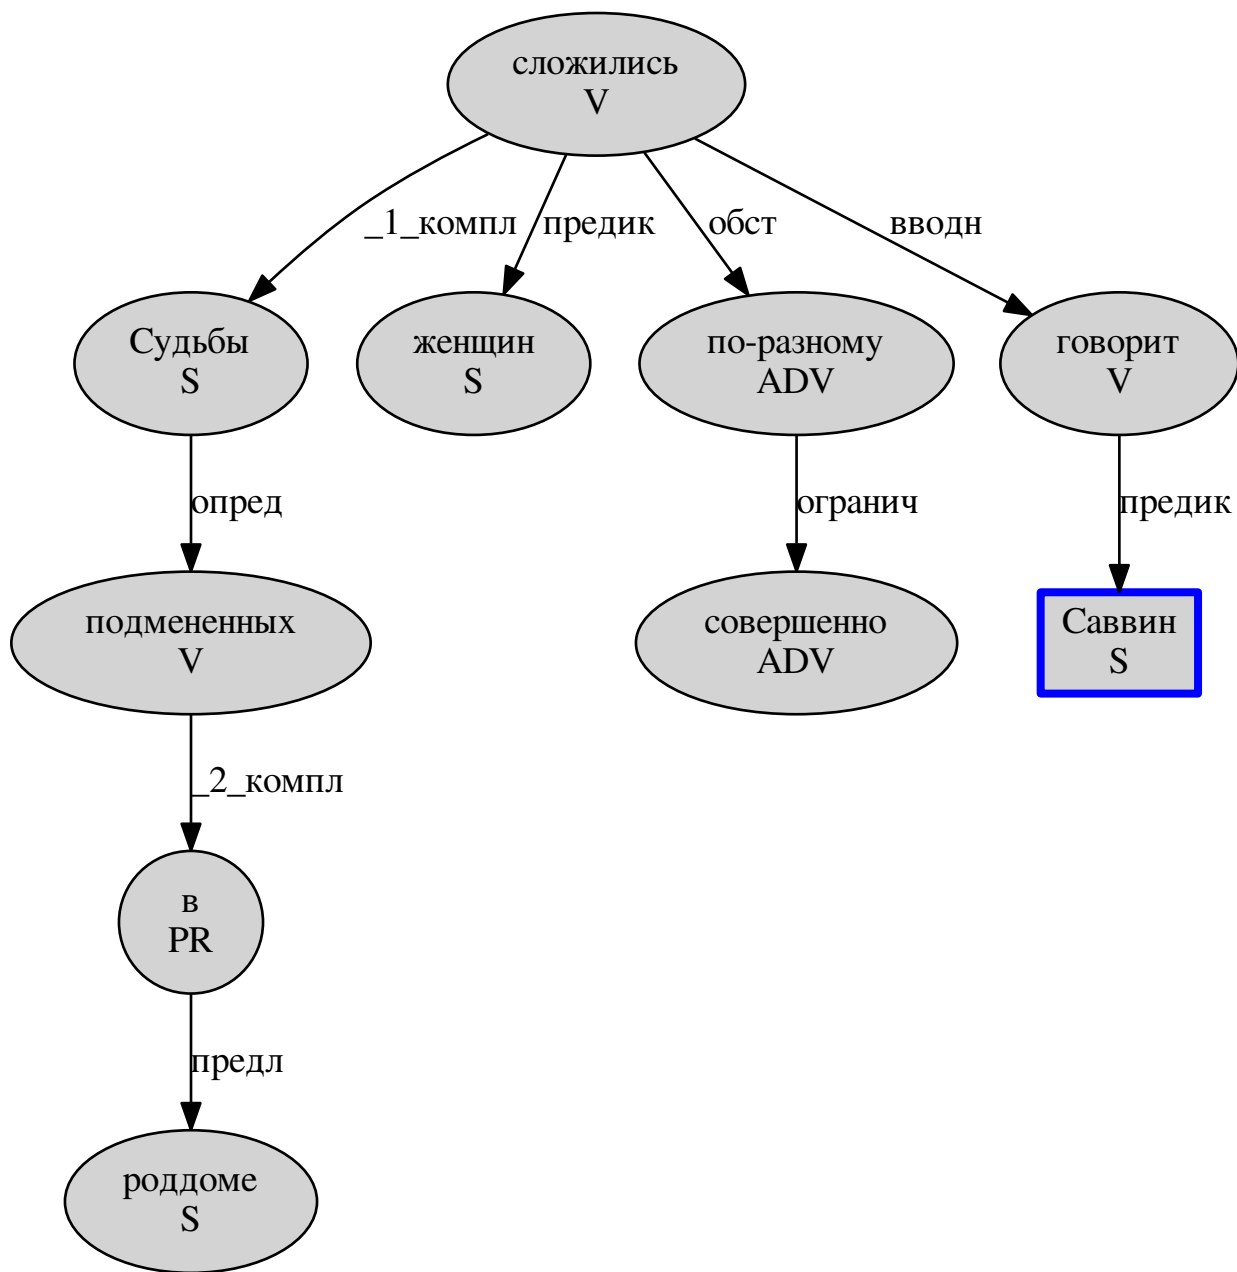 сложились
V
_1_компл
предик
обст
вводн
Судьбы
S
женщин
S
по-разному
ADV
говорит
V
опред
огранич
предик
подмененных
V
совершенно
ADV
Саввин
S
_2_компл
в
PR
предл
роддоме
S